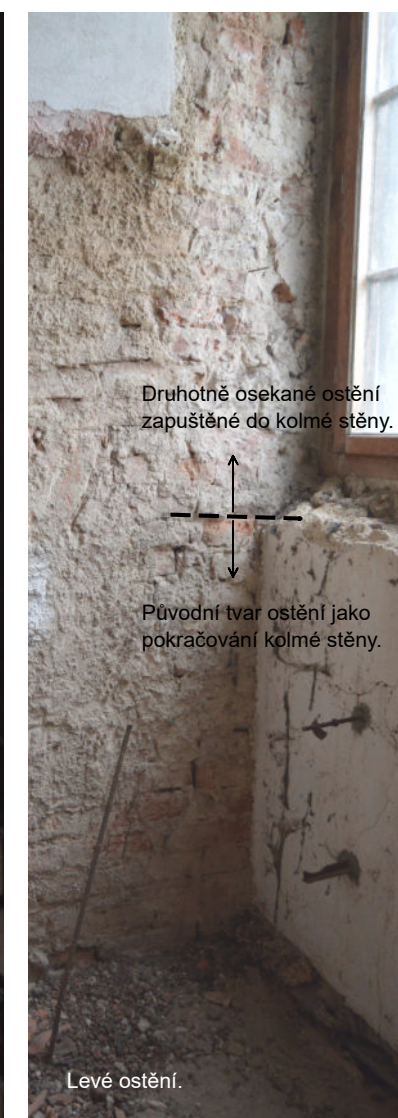 Druhotně osekané ostění
zapuštěné do kolmé stěny.
Původní tvar ostění jako
pokračování kolmé stěny.
Levé ostění.